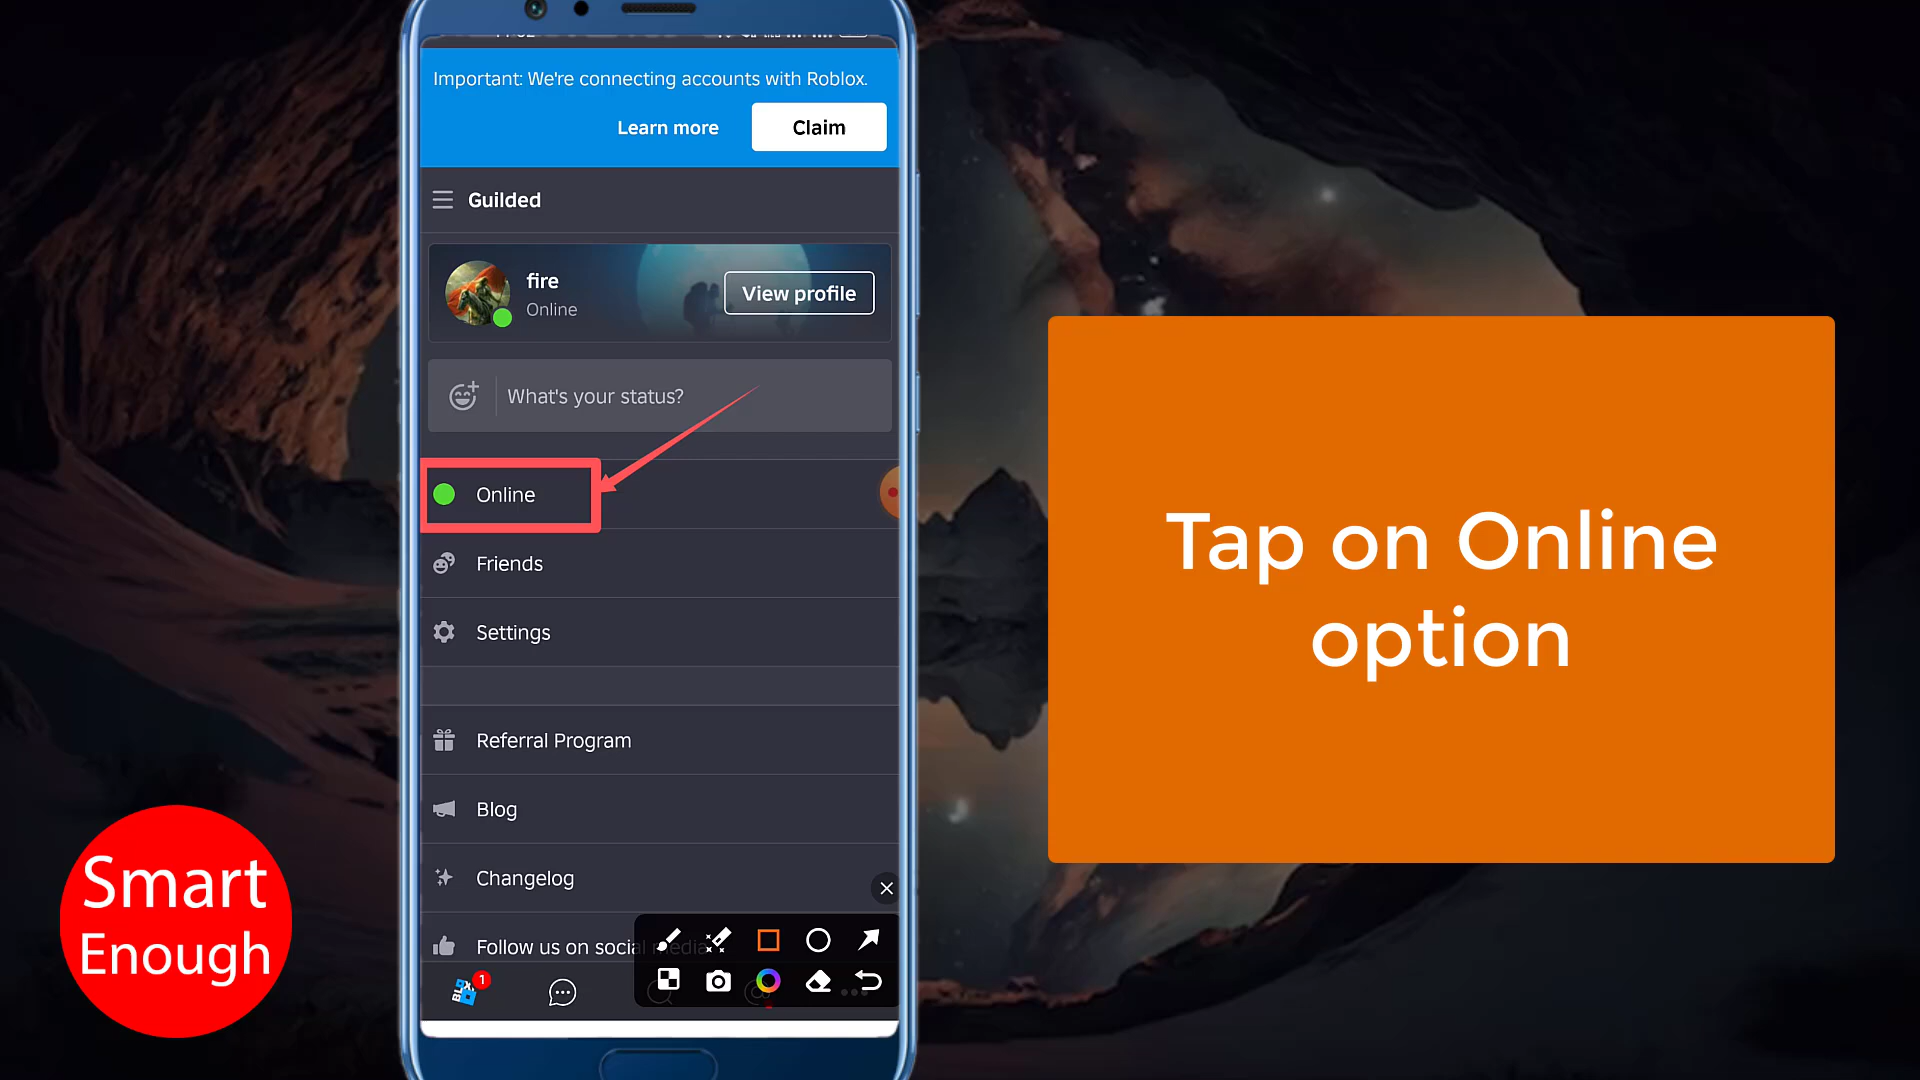 Important: We're connecting accounts with Roblox.
Learn more
Claim
Guilded
fire
Online
View profile
What's your status?
Online
Friends
Settings
Referral Program
Blog
Changelog
Follow us on social media
1
Tap on Online
option
Smart
Enough